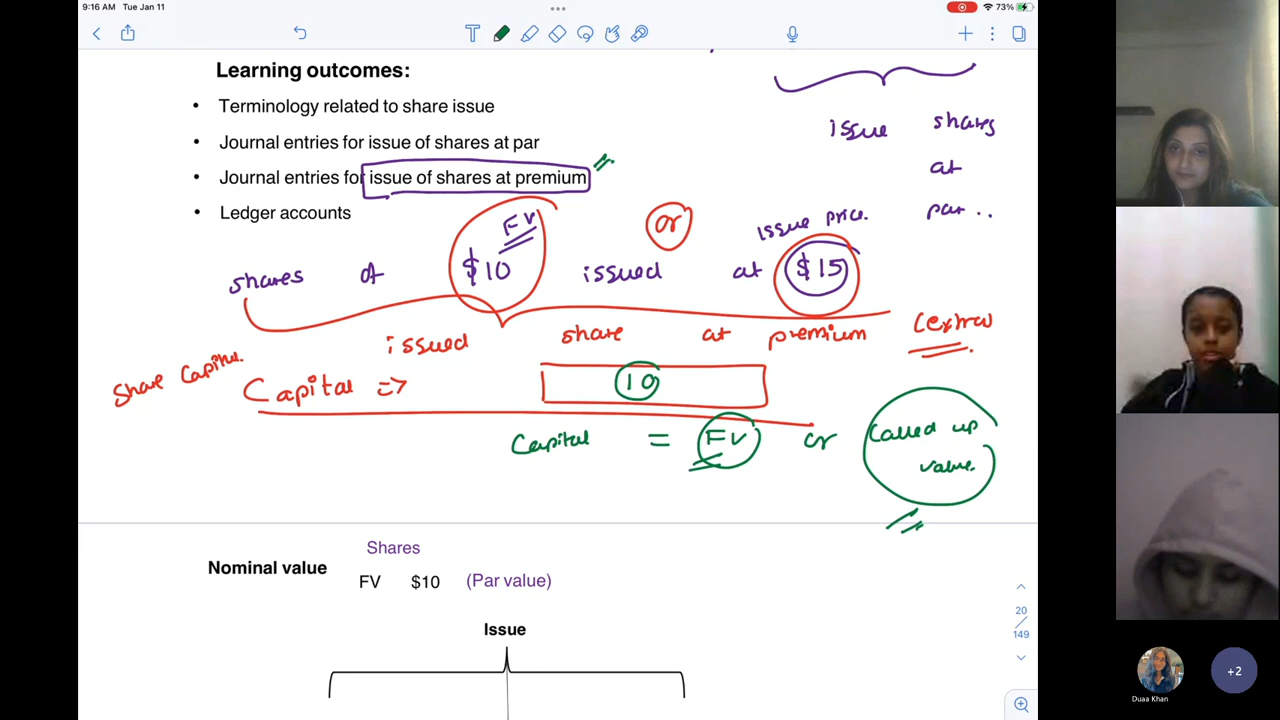 9:16 AM Tue Jan 11
73%
Learning outcomes:
• Terminology related to share issue
• Journal entries for issue of shares at par
• Journal entries for issue of shares at premium
• Ledger accounts
issue shares
at
par..
FV
or
issue price.
shares of $10 issued at $15
issued share at premium (extra)
Share Capital.
Capital => 10
Capital = FV or Called up
value.
Shares
Nominal value
FV $10 (Par value)
Issue
20
/
149
Duaa Khan
+2